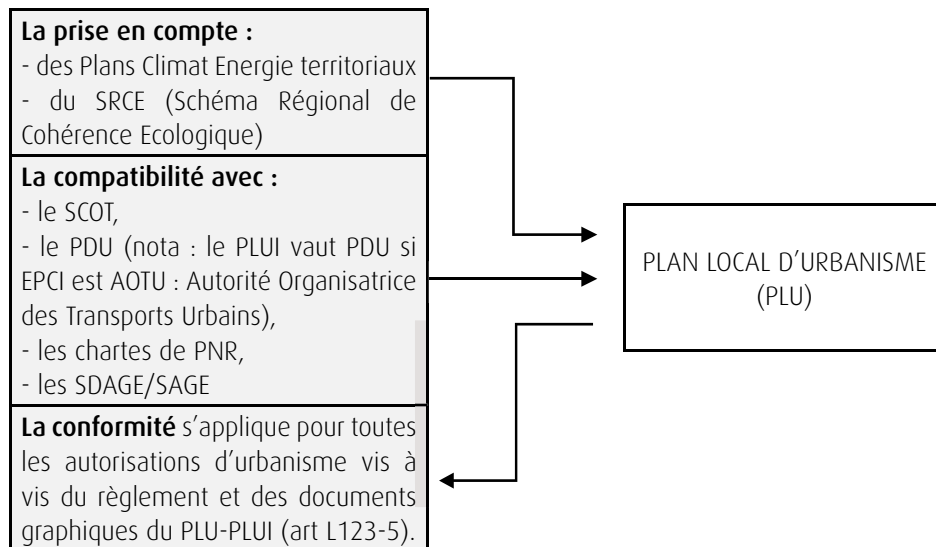 La prise en compte :
- des Plans Climat Energie territoriaux
- du SRCE (Schéma Régional de
Cohérence Ecologique)
La compatibilité avec :
- le SCOT,
- le PDU (nota : le PLUI vaut PDU si
EPCI est AOTU : Autorité Organisatrice
des Transports Urbains),
- les chartes de PNR,
- les SDAGE/SAGE
La conformité s’applique pour toutes
les autorisations d’urbanisme vis à
vis du règlement et des documents
graphiques du PLU-PLUI (art L123-5).
PLAN LOCAL D’URBANISME
(PLU)